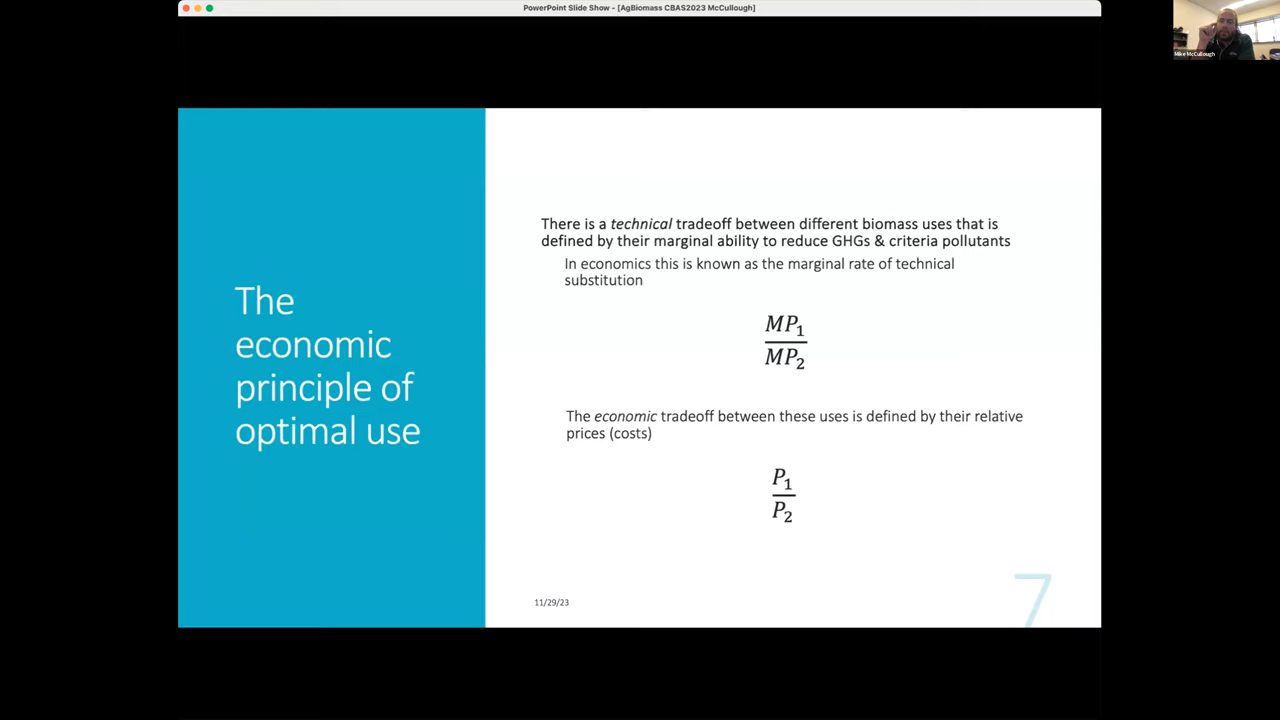 PowerPoint Slide Show - [AgBiomass CBAS2023 McCullough]
Mike McCullough
The
economic
principle of
optimal use
There is a technical tradeoff between different biomass uses that is
defined by their marginal ability to reduce GHGs & criteria pollutants
In economics this is known as the marginal rate of technical
substitution
MP₁
MP₂
The economic tradeoff between these uses is defined by their relative
prices (costs)
P₁
P₂
11/29/23
7